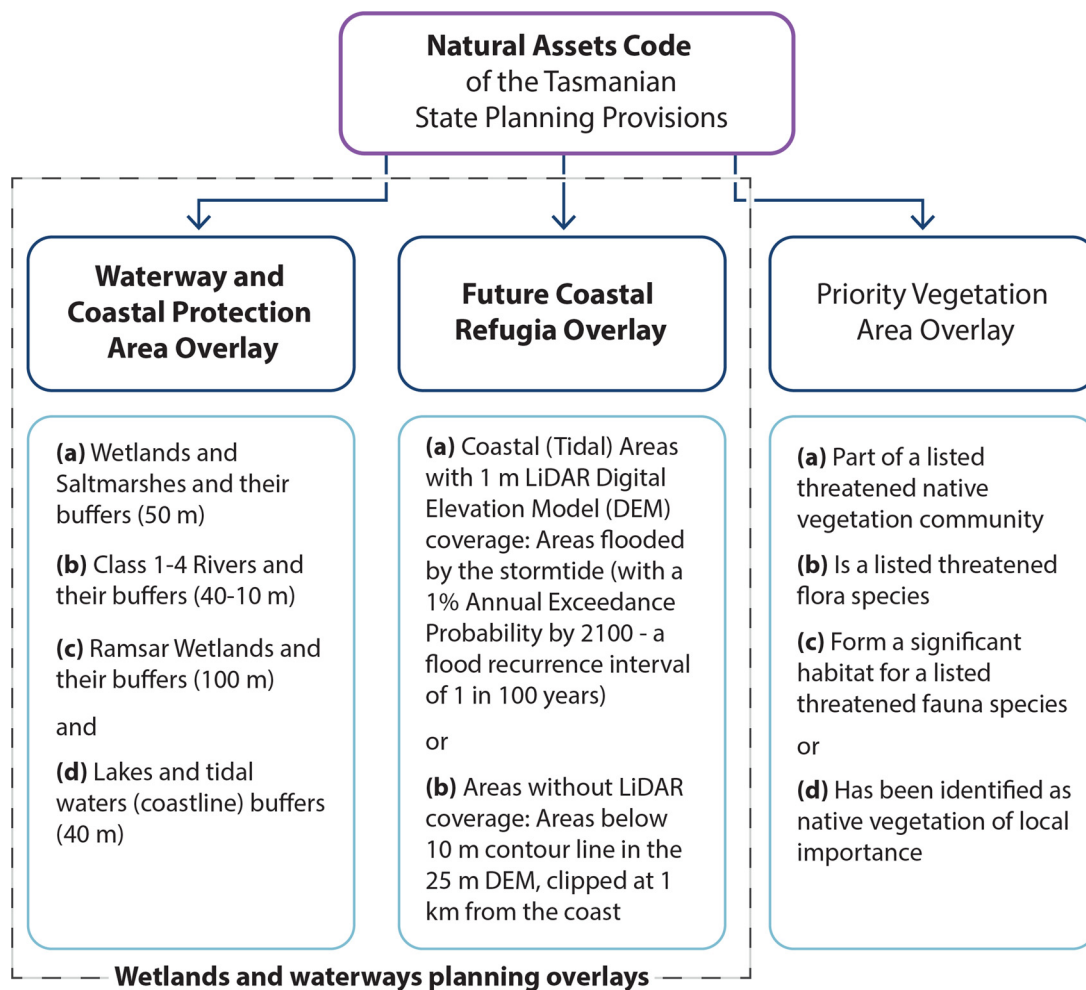 Natural Assets Code
of the Tasmanian
State Planning Provisions
Waterway and
Coastal Protection
Area Overlay
Future Coastal
Refugia Overlay
Priority Vegetation
Area Overlay
(a) Wetlands and
Saltmarshes and their
buffers (50 m)
(b) Class 1-4 Rivers and
their buffers (40-10 m)
(c) Ramsar Wetlands and
their buffers (100 m)
and
(d) Lakes and tidal
waters (coastline) buffers
(40 m)
(a) Coastal (Tidal) Areas
with 1 m LiDAR Digital
Elevation Model (DEM)
coverage: Areas flooded
by the stormtide (with a
1% Annual Exceedance
Probability by 2100 - a
flood recurrence interval
of 1 in 100 years)
or
(b) Areas without LiDAR
coverage: Areas below
10 m contour line in the
25 m DEM, clipped at 1
km from the coast
(a) Part of a listed
threatened native
vegetation community
(b) Is a listed threatened
flora species
(c) Form a significant
habitat for a listed
threatened fauna species
or
(d) Has been identified as
native vegetation of local
importance
Wetlands and waterways planning overlays